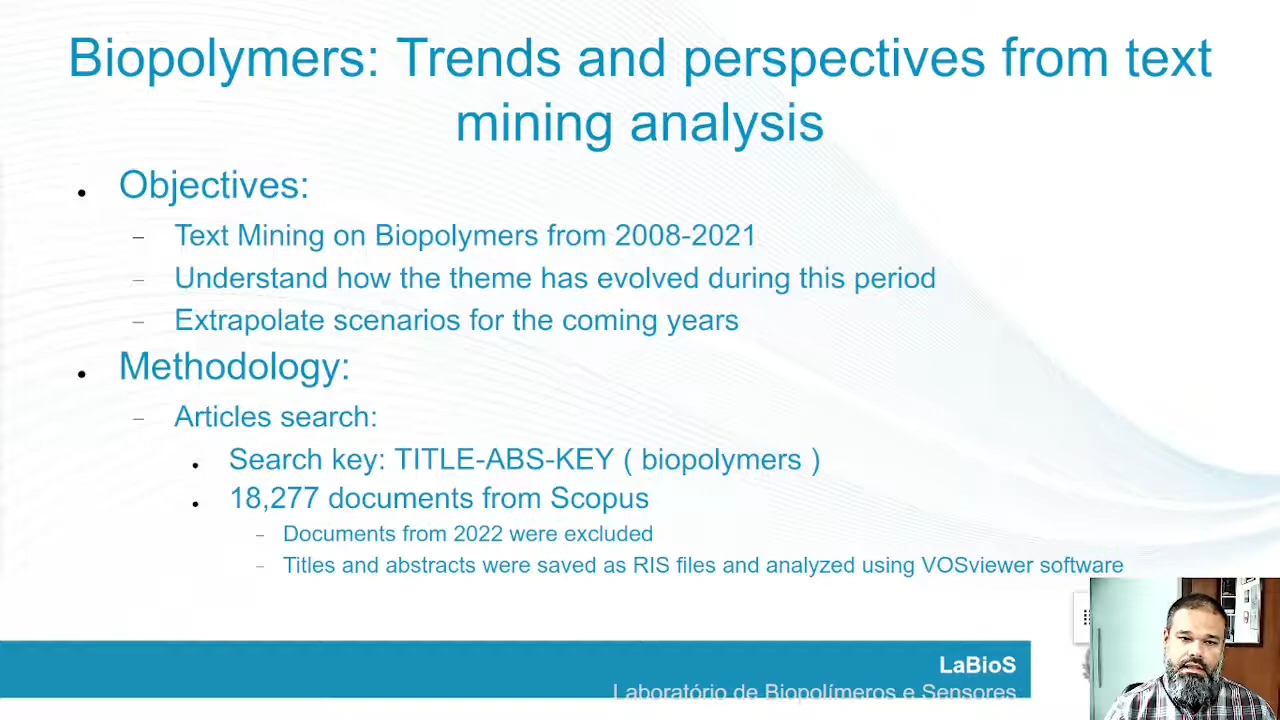 Biopolymers: Trends and perspectives from text
mining analysis
Objectives:
– Text Mining on Biopolymers from 2008-2021
– Understand how the theme has evolved during this period
– Extrapolate scenarios for the coming years
Methodology:
– Articles search:
Search key: TITLE-ABS-KEY ( biopolymers )
18,277 documents from Scopus
– Documents from 2022 were excluded
– Titles and abstracts were saved as RIS files and analyzed using VOSviewer software
LaBioS
Laboratório de Biopolímeros e Sensores